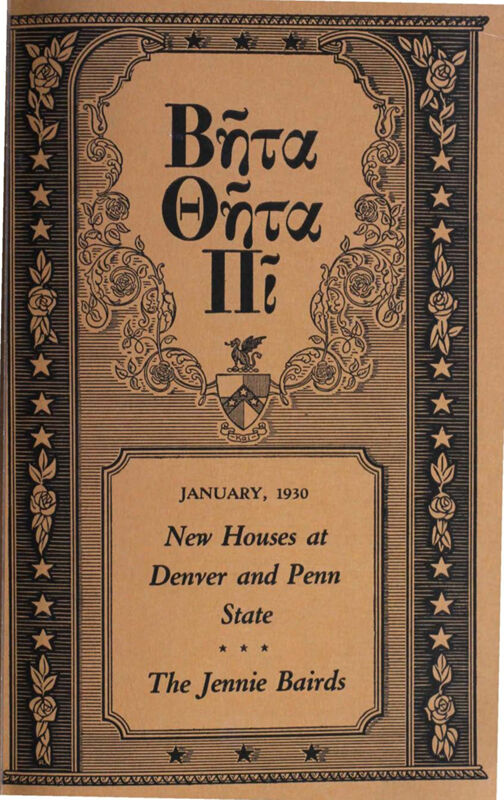 Βῆτα
Θῆτα
Πῖ
JANUARY, 1930
New Houses at
Denver and Penn
State
The Jennie Bairds